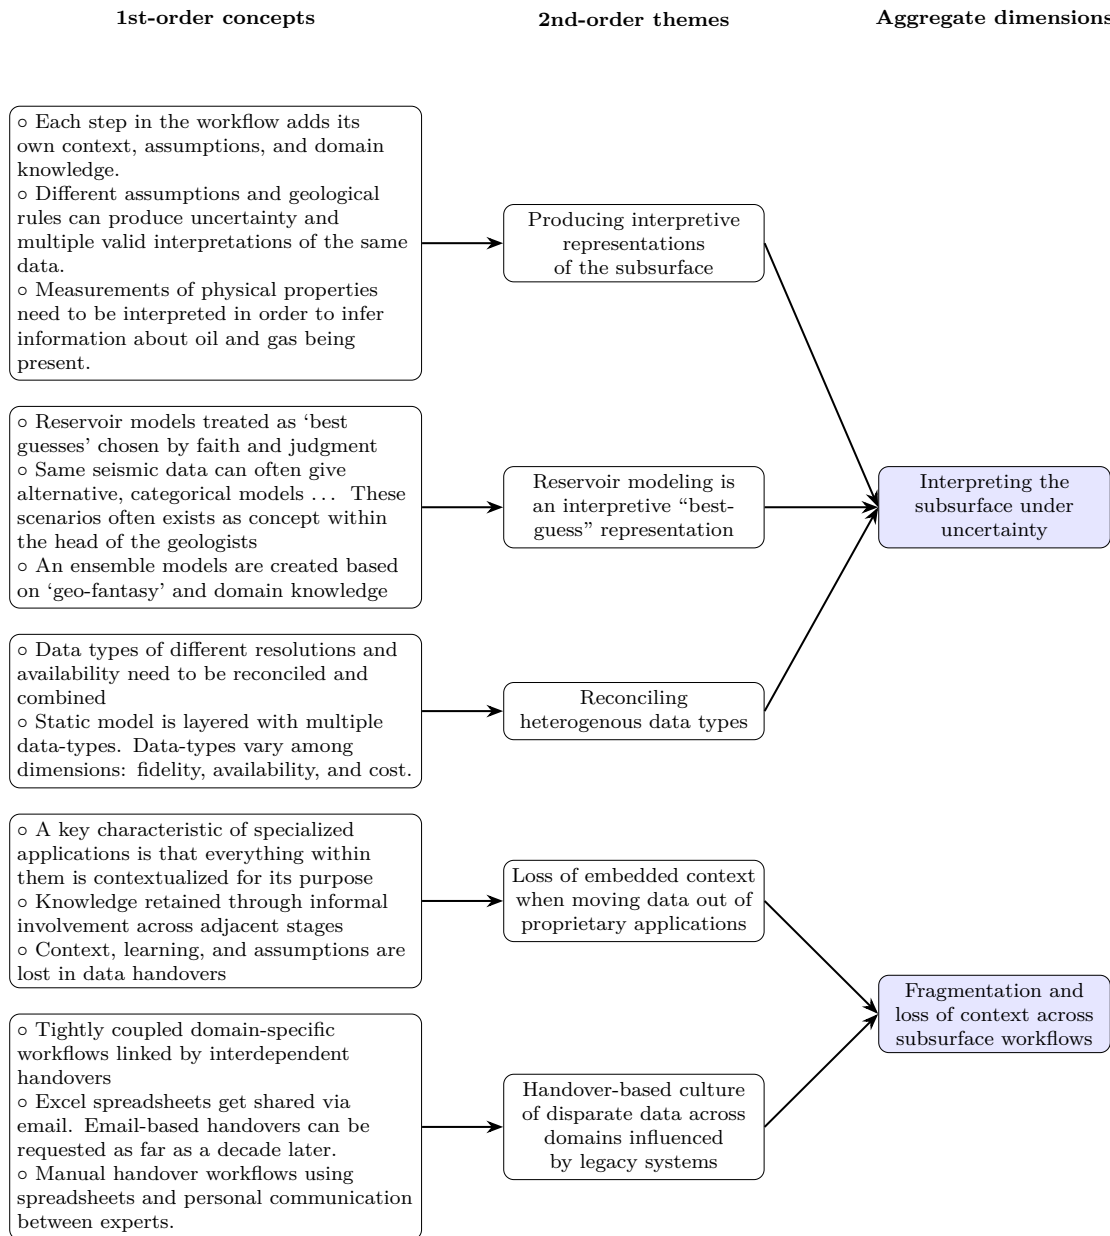 1st-order concepts
2nd-order themes
Aggregate dimensions
○ Each step in the workflow adds its
own context, assumptions, and domain
knowledge.
○ Different assumptions and geological
rules can produce uncertainty and
multiple valid interpretations of the same
data.
○ Measurements of physical properties
need to be interpreted in order to infer
information about oil and gas being
present.
Producing interpretive
representations
of the subsurface
○ Reservoir models treated as ‘best
guesses’ chosen by faith and judgment
○ Same seismic data can often give
alternative, categorical models … These
scenarios often exists as concept within
the head of the geologists
○ An ensemble models are created based
on ‘geo-fantasy’ and domain knowledge
Reservoir modeling is
an interpretive “best-
guess” representation
Interpreting the
subsurface under
uncertainty
○ Data types of different resolutions and
availability need to be reconciled and
combined
○ Static model is layered with multiple
data-types. Data-types vary among
dimensions: fidelity, availability, and cost.
Reconciling
heterogenous data types
○ A key characteristic of specialized
applications is that everything within
them is contextualized for its purpose
○ Knowledge retained through informal
involvement across adjacent stages
○ Context, learning, and assumptions are
lost in data handovers
Loss of embedded context
when moving data out of
proprietary applications
Fragmentation and
loss of context across
subsurface workflows
○ Tightly coupled domain-specific
workflows linked by interdependent
handovers
○ Excel spreadsheets get shared via
email. Email-based handovers can be
requested as far as a decade later.
○ Manual handover workflows using
spreadsheets and personal communication
between experts.
Handover-based culture
of disparate data across
domains influenced
by legacy systems